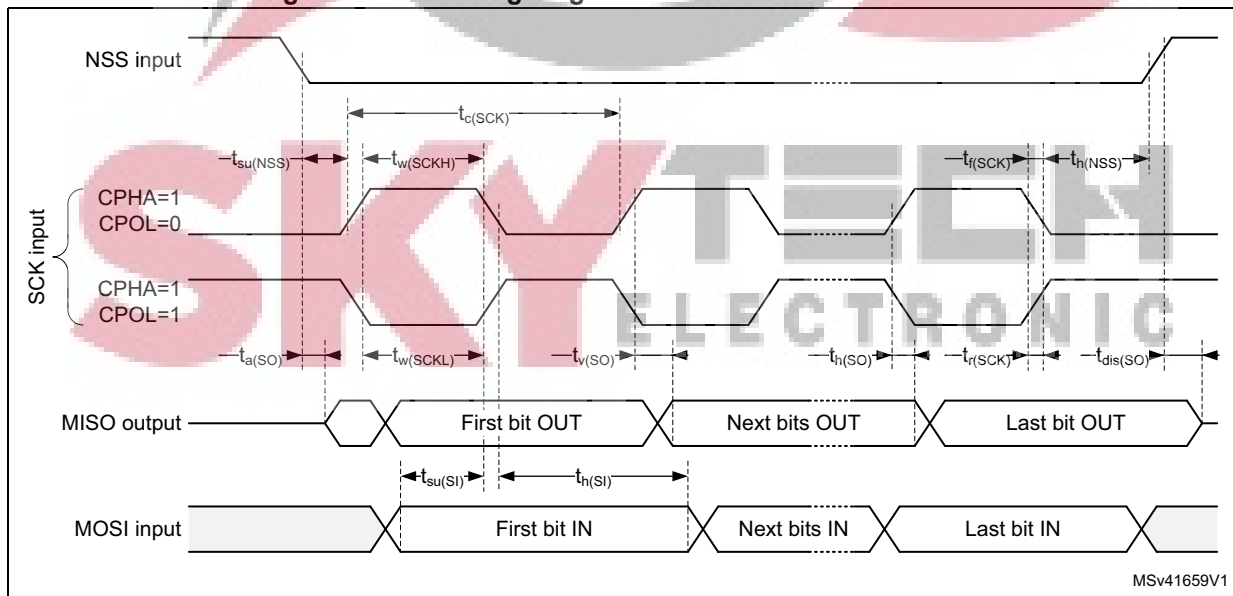 NSS input
tc(SCK)
tsu(NSS) tw(SCKH) tf(SCK) th(NSS)
SCK input
CPHA=1
CPOL=0
CPHA=1
CPOL=1
ta(SO) tw(SCKL) tv(SO) th(SO) tr(SCK) tdis(SO)
MISO output First bit OUT Next bits OUT Last bit OUT
tsu(SI) th(SI)
MOSI input First bit IN Next bits IN Last bit IN
MSv41659V1
SKY TECH
ELECTRONIC